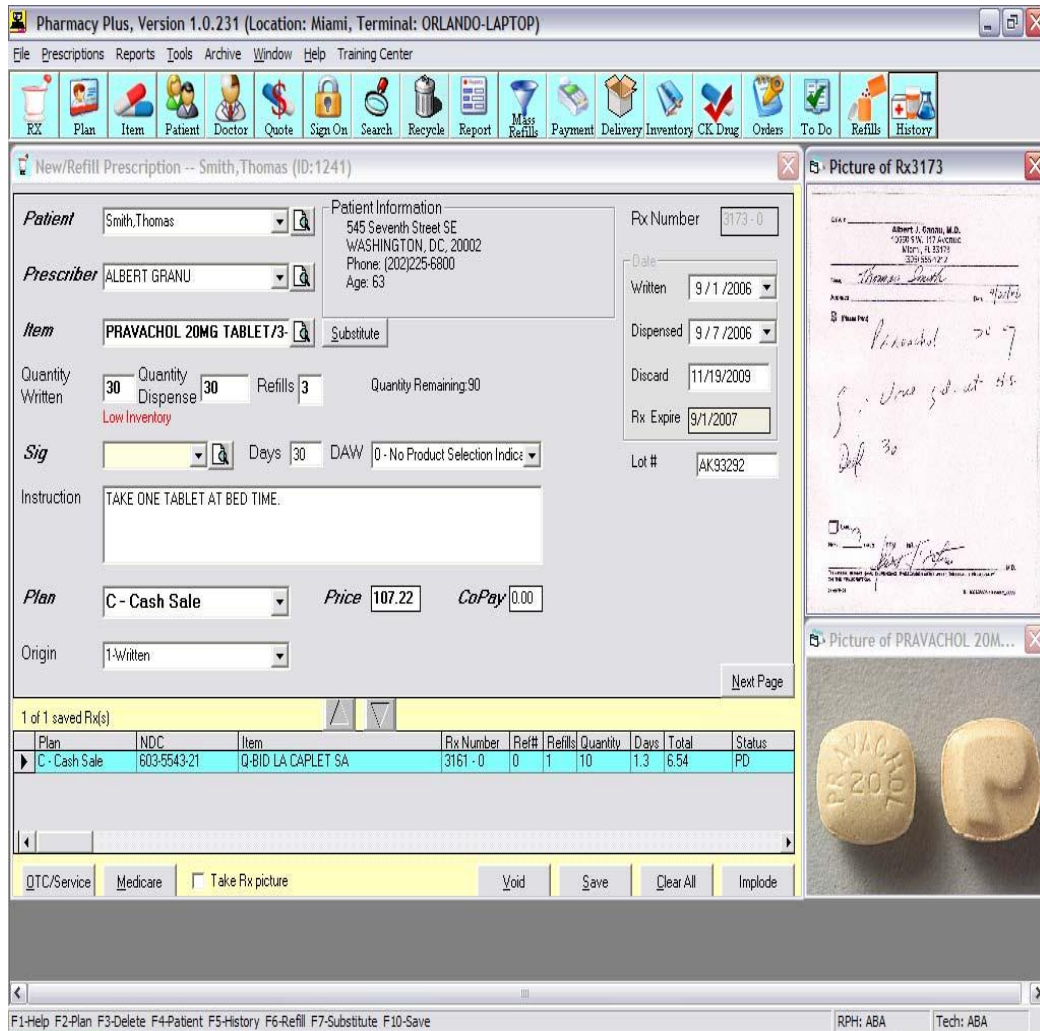 Pharmacy Plus, Version 1.0.231 (Location: Miami, Terminal: ORLANDO-LAPTOP)
File Prescriptions Reports Tools Archive Window Help Training Center
RX Plan Item Patient Doctor Quote Sign On Search Recycle Report Mass Refills Payment Delivery Inventory CK Drug Orders To Do Refills History
New/Refill Prescription -- Smith,Thomas (ID:1241)
Patient Smith,Thomas
Patient Information
545 Seventh Street SE
WASHINGTON, DC, 20002
Phone: (202)225-6800
Age: 63
Rx Number 3173 - 0
Prescriber ALBERT GRANU
Date
Written 9 / 1 /2006
Item PRAVACHOL 20MG TABLET/3- Substitute
Dispensed 9 / 7 /2006
Quantity Written 30 Quantity Dispense 30 Refills 3 Quantity Remaining:90
Low Inventory
Discard 11/19/2009
Rx Expire 9/1/2007
Sig Days 30 DAW 0 - No Product Selection Indica
Lot # AK93292
Instruction TAKE ONE TABLET AT BED TIME.
Plan C - Cash Sale Price 107.22 CoPay 0.00
Origin 1-Written
Next Page
1 of 1 saved Rx(s)
Plan NDC Item Rx Number Ref# Refills Quantity Days Total Status
C - Cash Sale 603-5543-21 Q-BID LA CAPLET SA 3161 - 0 0 1 10 1.3 6.54 PD
OTC/Service Medicare Take Rx picture Void Save Clear All Implode
Picture of Rx3173
Albert J. M.D.
Miami, FL 33173
Thomas Smith
Pravachol
30
M.D.
Picture of PRAVACHOL 20M...
PRAVACHOL
20
P
F1-Help F2-Plan F3-Delete F4-Patient F5-History F6-Refill F7-Substitute F10-Save
RPH: ABA Tech: ABA